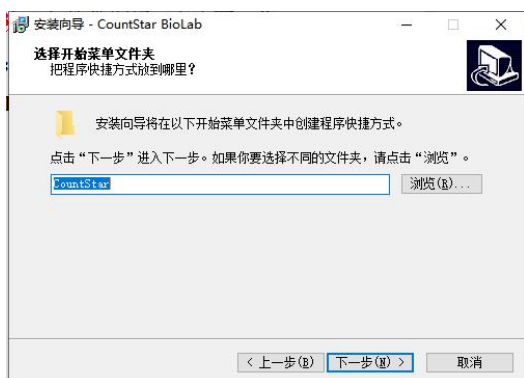 安装向导 - CountStar BioLab
选择开始菜单文件夹
把程序快捷方式放到哪里？
安装向导将在以下开始菜单文件夹中创建程序快捷方式。
点击“下一步”进入下一步。如果你要选择不同的文件夹，请点击“浏览”。
CountStar
浏览(R)...
< 上一步(B)
下一步(N) >
取消